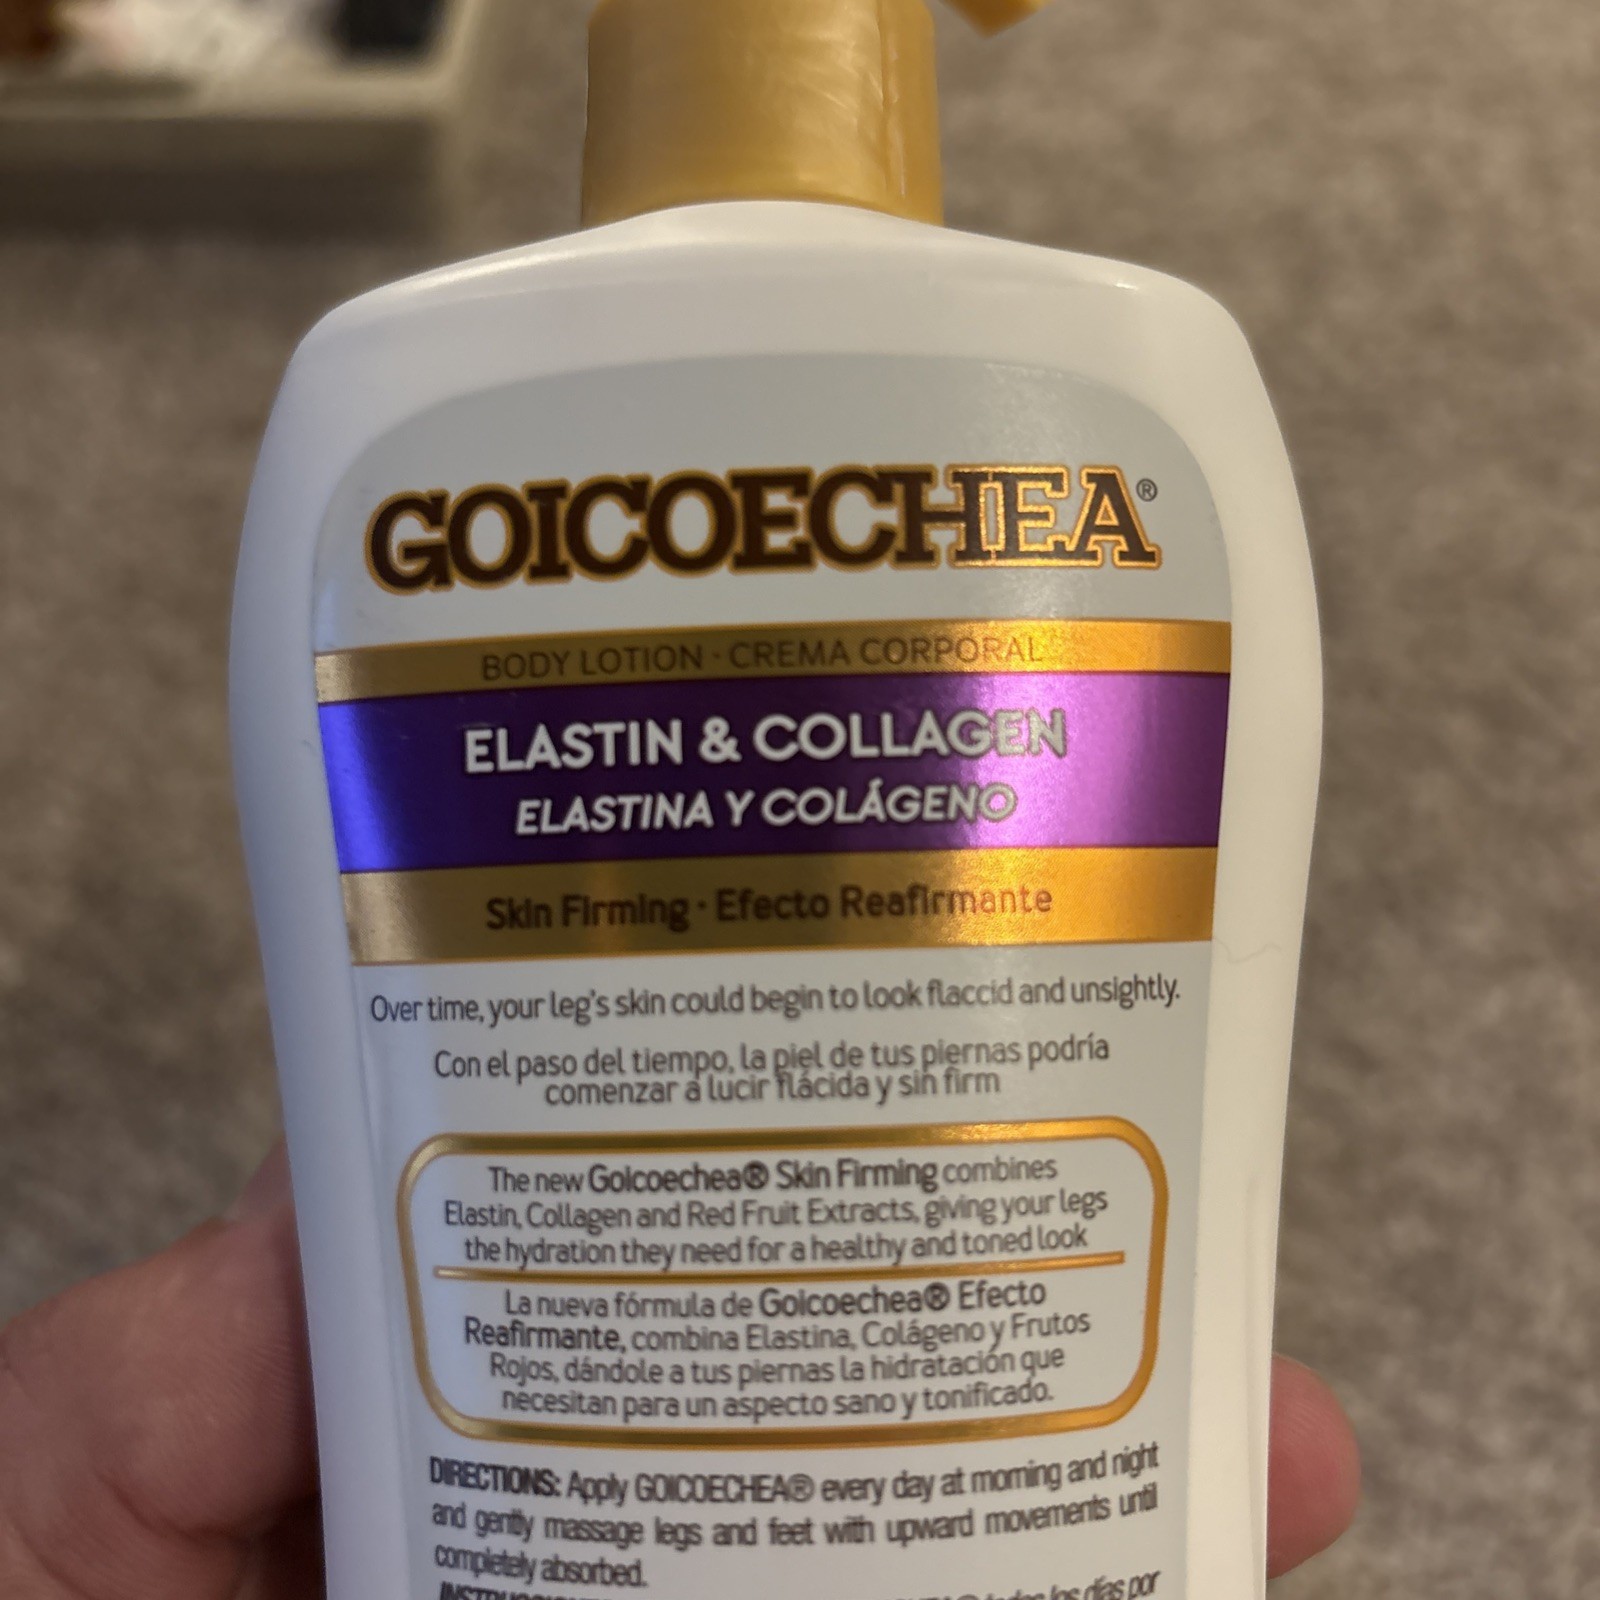 GOICOECHEA®
BODY LOTION · CREMA CORPORAL
ELASTIN & COLLAGEN
ELASTINA Y COLÁGENO
Skin Firming · Efecto Reafirmante
Over time, your leg's skin could begin to look flaccid and unsightly.
Con el paso del tiempo, la piel de tus piernas podría
comenzar a lucir flácida y sin firm
The new Goicoechea® Skin Firming combines
Elastin, Collagen and Red Fruit Extracts, giving your legs
the hydration they need for a healthy and toned look
La nueva fórmula de Goicoechea® Efecto
Reafirmante, combina Elastina, Colágeno y Frutos
Rojos, dándole a tus piernas la hidratación que
necesitan para un aspecto sano y tonificado.
DIRECTIONS: Apply GOICOECHEA® every day at morning and night
and gently massage legs and feet with upward movements until
completely absorbed.
todos los días por